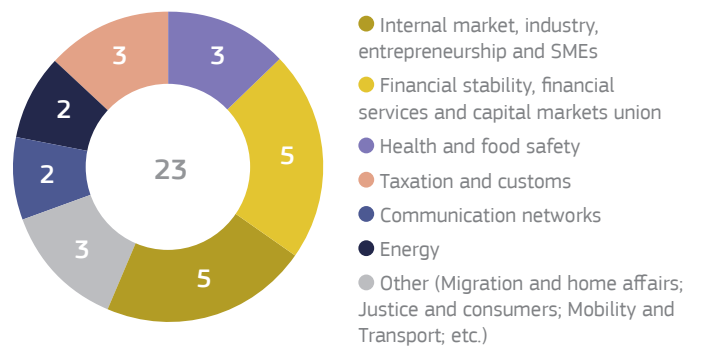 3
3
2
5
2
23
3
5
Internal market, industry,
entrepreneurship and SMEs
Financial stability, financial
services and capital markets union
Health and food safety
Taxation and customs
Communication networks
Energy
Other (Migration and home affairs;
Justice and consumers; Mobility and
Transport; etc.)